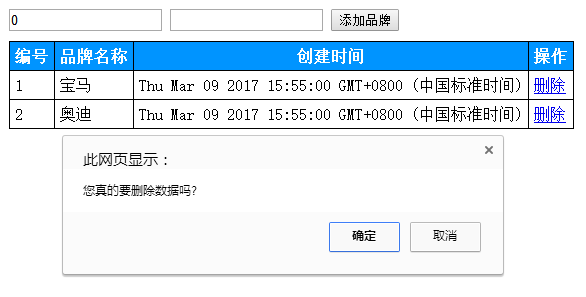 0 添加品牌
编号 品牌名称 创建时间 操作
1 宝马 Thu Mar 09 2017 15:55:00 GMT+0800 (中国标准时间) 删除
2 奥迪 Thu Mar 09 2017 15:55:00 GMT+0800 (中国标准时间) 删除
此网页显示：
您真的要删除数据吗?
确定 取消